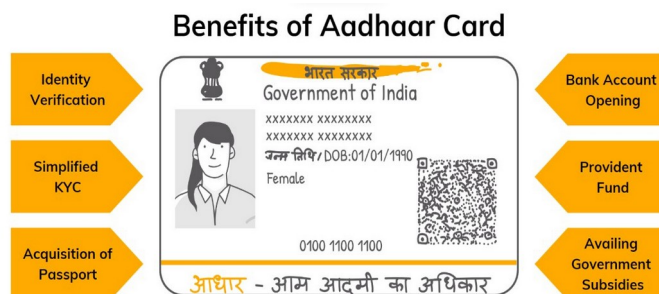 Benefits of Aadhaar Card
Identity
Verification
Simplified
KYC
Acquisition of
Passport
भारत सरकार
Government of India
xxxxxxx xxxxxxxx
xxxxxxx xxxxxxxx
जन्म तिथि/ DOB:01/01/1990
Female
0100 1100 1100
आधार - आम आदमी का अधिकार
Bank Account
Opening
Provident
Fund
Availing
Government
Subsidies